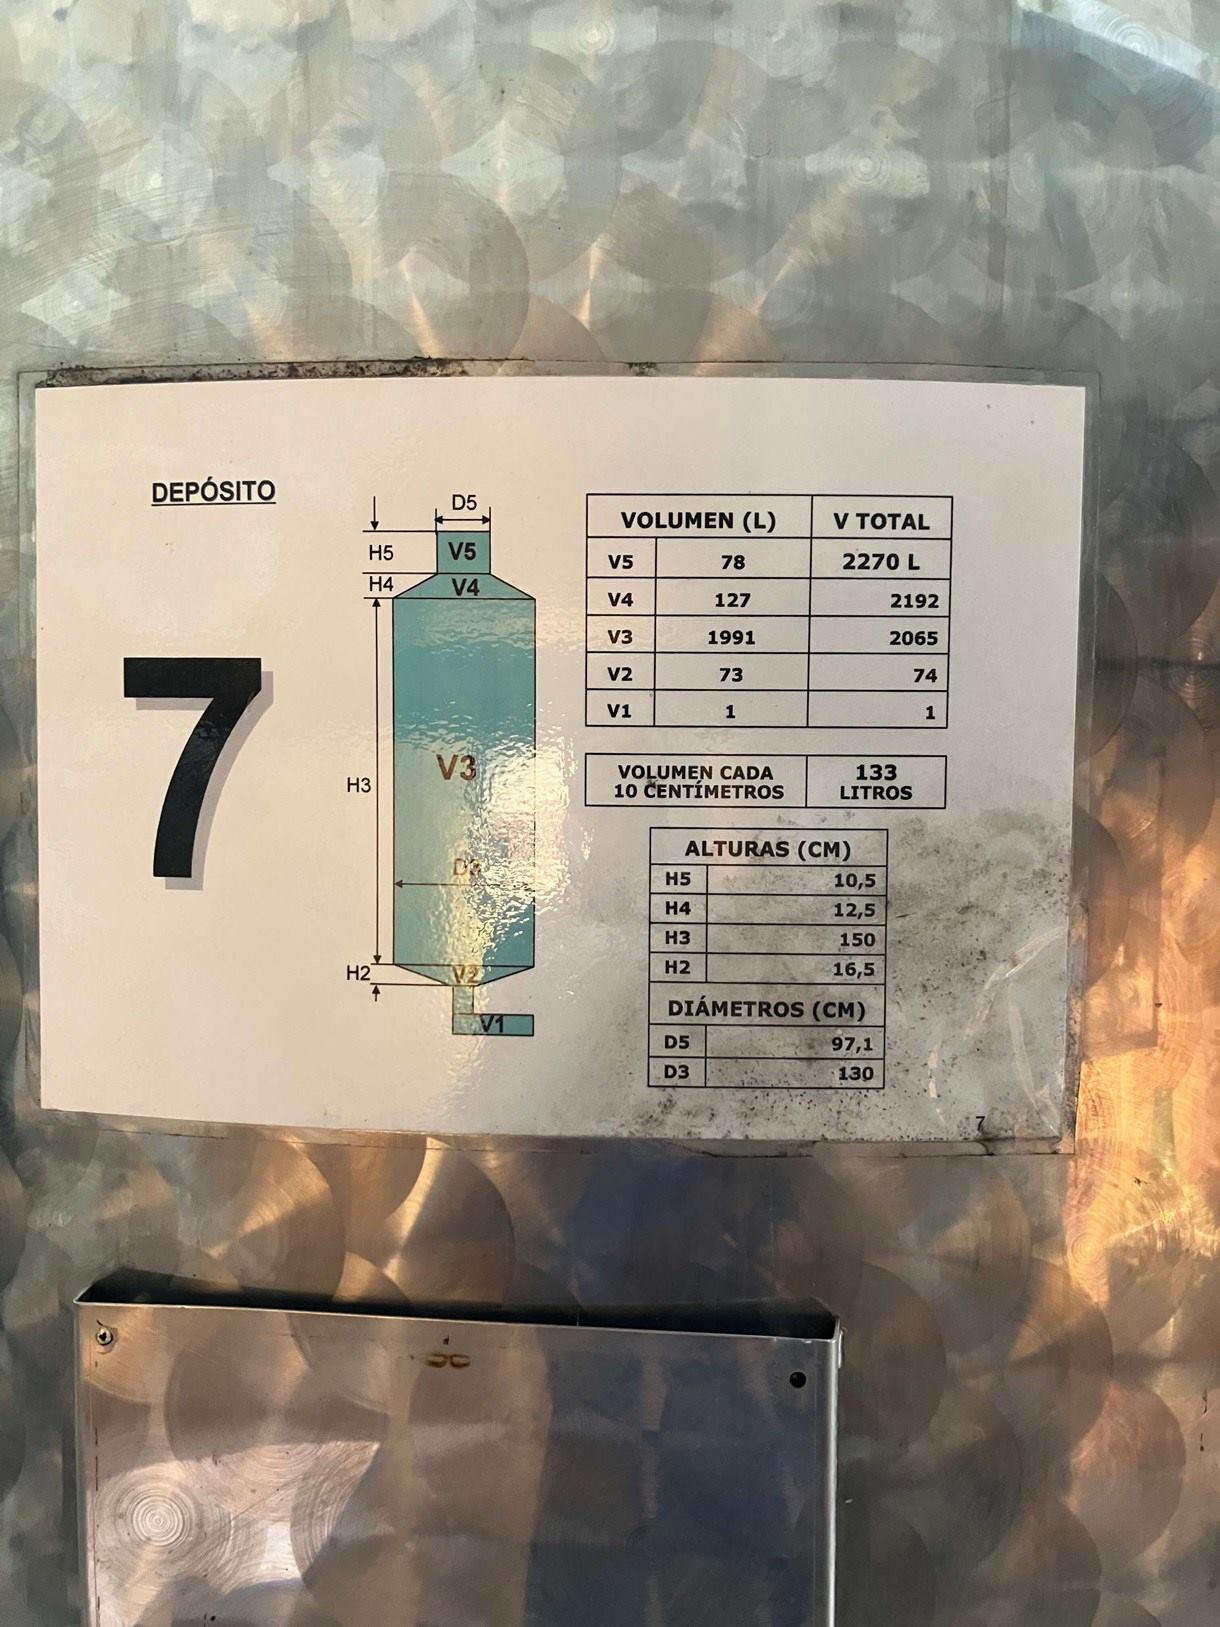 DEPÓSITO
7
D5
H5
V5
H4
V4
H3
V3
D3
H2
V2
V1
VOLUMEN (L) V TOTAL
V5 78 2270 L
V4 127 2192
V3 1991 2065
V2 73 74
V1 1 1
VOLUMEN CADA
10 CENTÍMETROS
133
LITROS
ALTURAS (CM)
H5 10,5
H4 12,5
H3 150
H2 16,5
DIÁMETROS (CM)
D5 97,1
D3 130
7